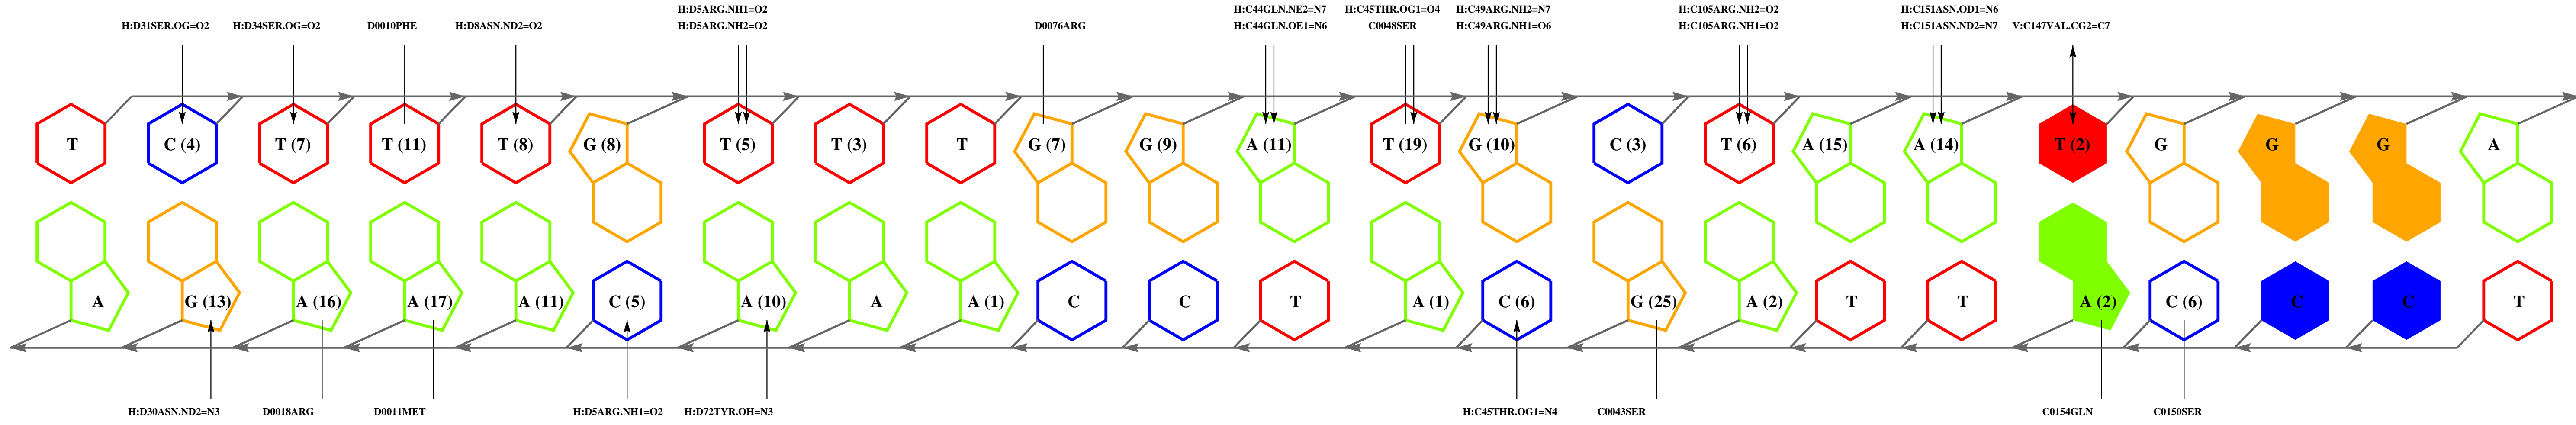 H:D5ARG.NH1=O2 H:C44GLN.NE2=N7 H:C45THR.OG1=O4 H:C49ARG.NH2=N7 H:C105ARG.NH2=O2 H:C151ASN.OD1=N6
H:D31SER.OG=O2 H:D34SER.OG=O2 D0010PHE H:D8ASN.ND2=O2 H:D5ARG.NH2=O2 D0076ARG H:C44GLN.OE1=N6 C0048SER H:C49ARG.NH1=O6 H:C105ARG.NH1=O2 H:C151ASN.ND2=N7 V:C147VAL.CG2=C7
T C (4) T (7) T (11) T (8) G (8) T (5) T (3) T G (7) G (9) A (11) T (19) G (10) C (3) T (6) A (15) A (14) T (2) G G G A
A G (13) A (16) A (17) A (11) C (5) A (10) A A (1) C C T A (1) C (6) G (25) A (2) T T A (2) C (6) C C T
H:D30ASN.ND2=N3 D0018ARG D0011MET H:D5ARG.NH1=O2 H:D72TYR.OH=N3 H:C45THR.OG1=N4 C0043SER C0154GLN C0150SER